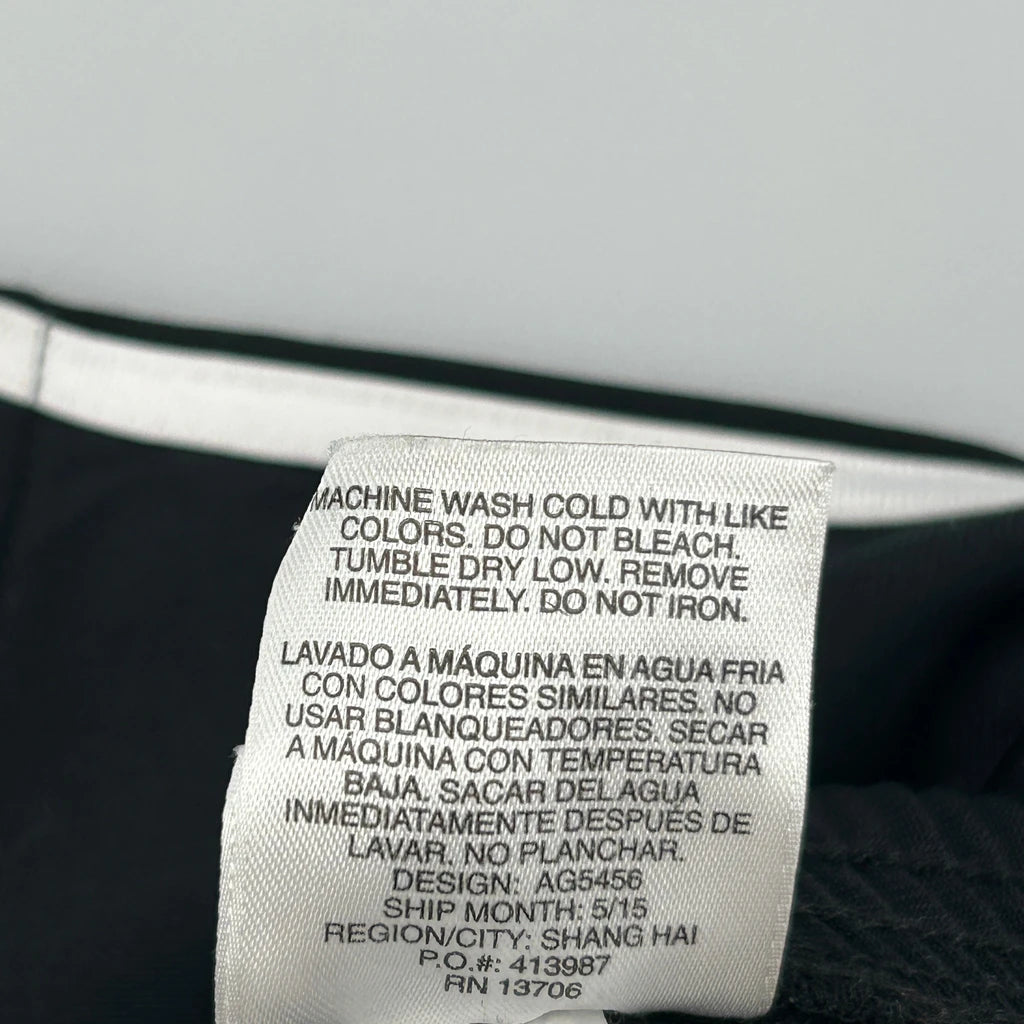 MACHINE WASH COLD WITH LIKE
COLORS. DO NOT BLEACH.
TUMBLE DRY LOW. REMOVE
IMMEDIATELY. DO NOT IRON.
LAVADO A MÁQUINA EN AGUA FRIA
CON COLORES SIMILARES. NO
USAR BLANQUEADORES. SECAR
A MÁQUINA CON TEMPERATURA
BAJA. SACAR DEL AGUA
INMEDIATAMENTE DESPUES DE
LAVAR. NO PLANCHAR.
DESIGN: AG5456
SHIP MONTH: 5/15
REGION/CITY: SHANG HAI
P.O.#: 413987
RN 13706